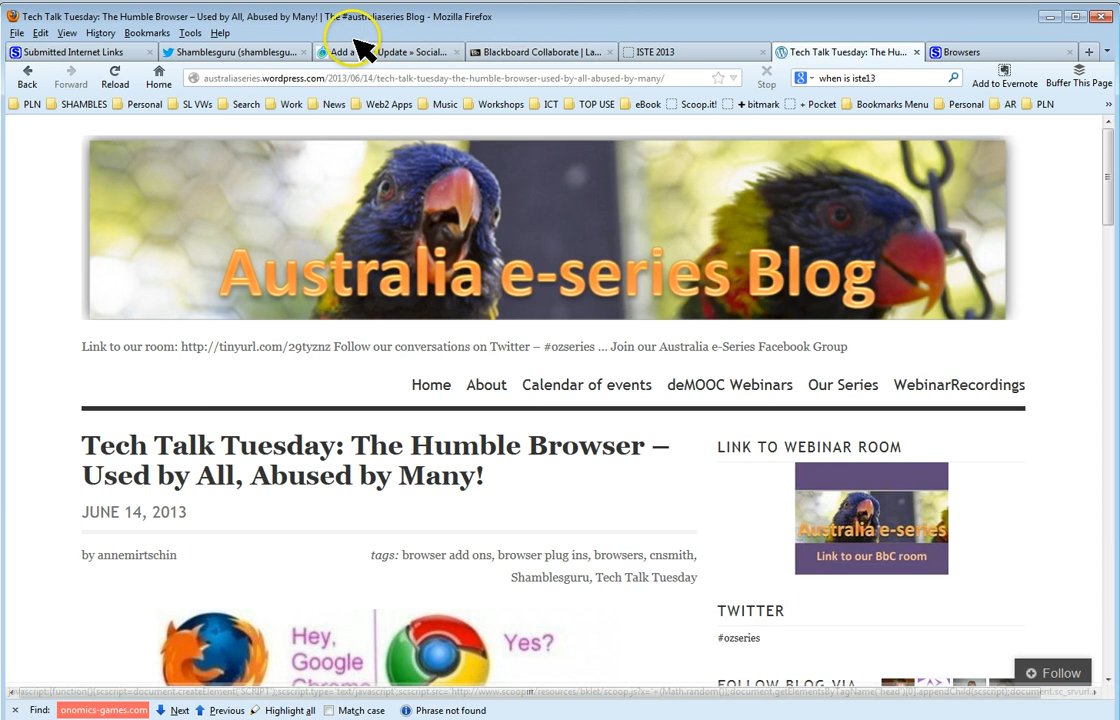 Tech Talk Tuesday: The Humble Browser – Used by All, Abused by Many! | The #australiaseries Blog - Mozilla Firefox
File Edit View History Bookmarks Tools Help
Submitted Internet Links
Shamblesguru (shamblesgu...
Add a Update » Social...
Blackboard Collaborate | La...
ISTE 2013
Tech Talk Tuesday: The Hu...
Browsers
Back Forward Reload Home
australiaseries.wordpress.com/2013/06/14/tech-talk-tuesday-the-humble-browser-used-by-all-abused-by-many/
Stop
when is iste13
Add to Evernote Buffer This Page
PLN SHAMBLES Personal SL VWs Search Work News Web2 Apps Music Workshops ICT TOP USE eBook Scoop.it! + bitmark + Pocket Bookmarks Menu Personal AR PLN »
Australia e-series Blog
Link to our room: http://tinyurl.com/29tyznz Follow our conversations on Twitter – #ozseries ... Join our Australia e-Series Facebook Group
Home About Calendar of events deMOOC Webinars Our Series WebinarRecordings
Tech Talk Tuesday: The Humble Browser –
Used by All, Abused by Many!
JUNE 14, 2013
by annemirtschin
tags: browser add ons, browser plug ins, browsers, cnsmith,
Shamblesguru, Tech Talk Tuesday
Hey,
Google
Chrome
Yes?
LINK TO WEBINAR ROOM
Australia e-series
Link to our BbC room
TWITTER
#ozseries
FOLLOW BLOG VIA
Follow
Find: onomics-games.com Next Previous Highlight all Match case Phrase not found